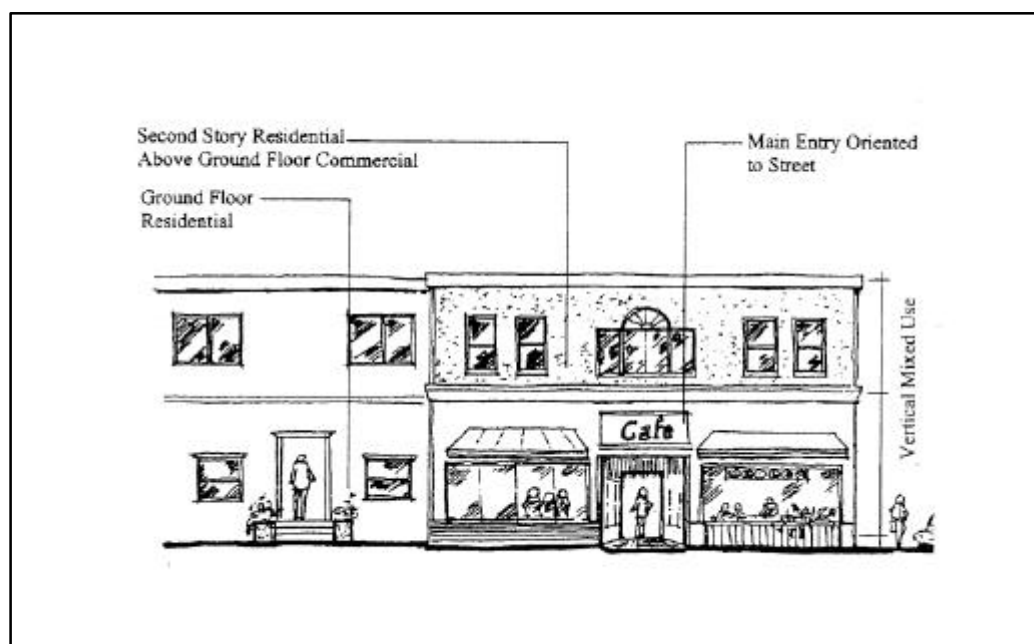 Second Story Residential
Above Ground Floor Commercial
Main Entry Oriented
to Street
Ground Floor
Residential
Vertical Mixed Use
Cafe